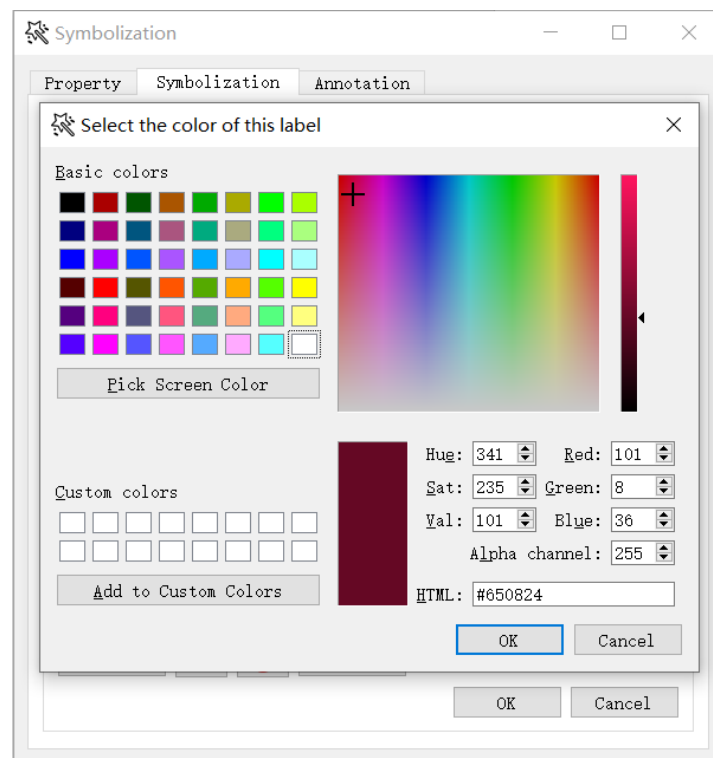 Symbolization
Property Symbolization Annotation
Select the color of this label
Basic colors
Pick Screen Color
Hue: 341 Red: 101
Custom colors Sat: 235 Green: 8
Val: 101 Blue: 36
Alpha channel: 255
Add to Custom Colors HTML: #650824
OK Cancel
OK Cancel